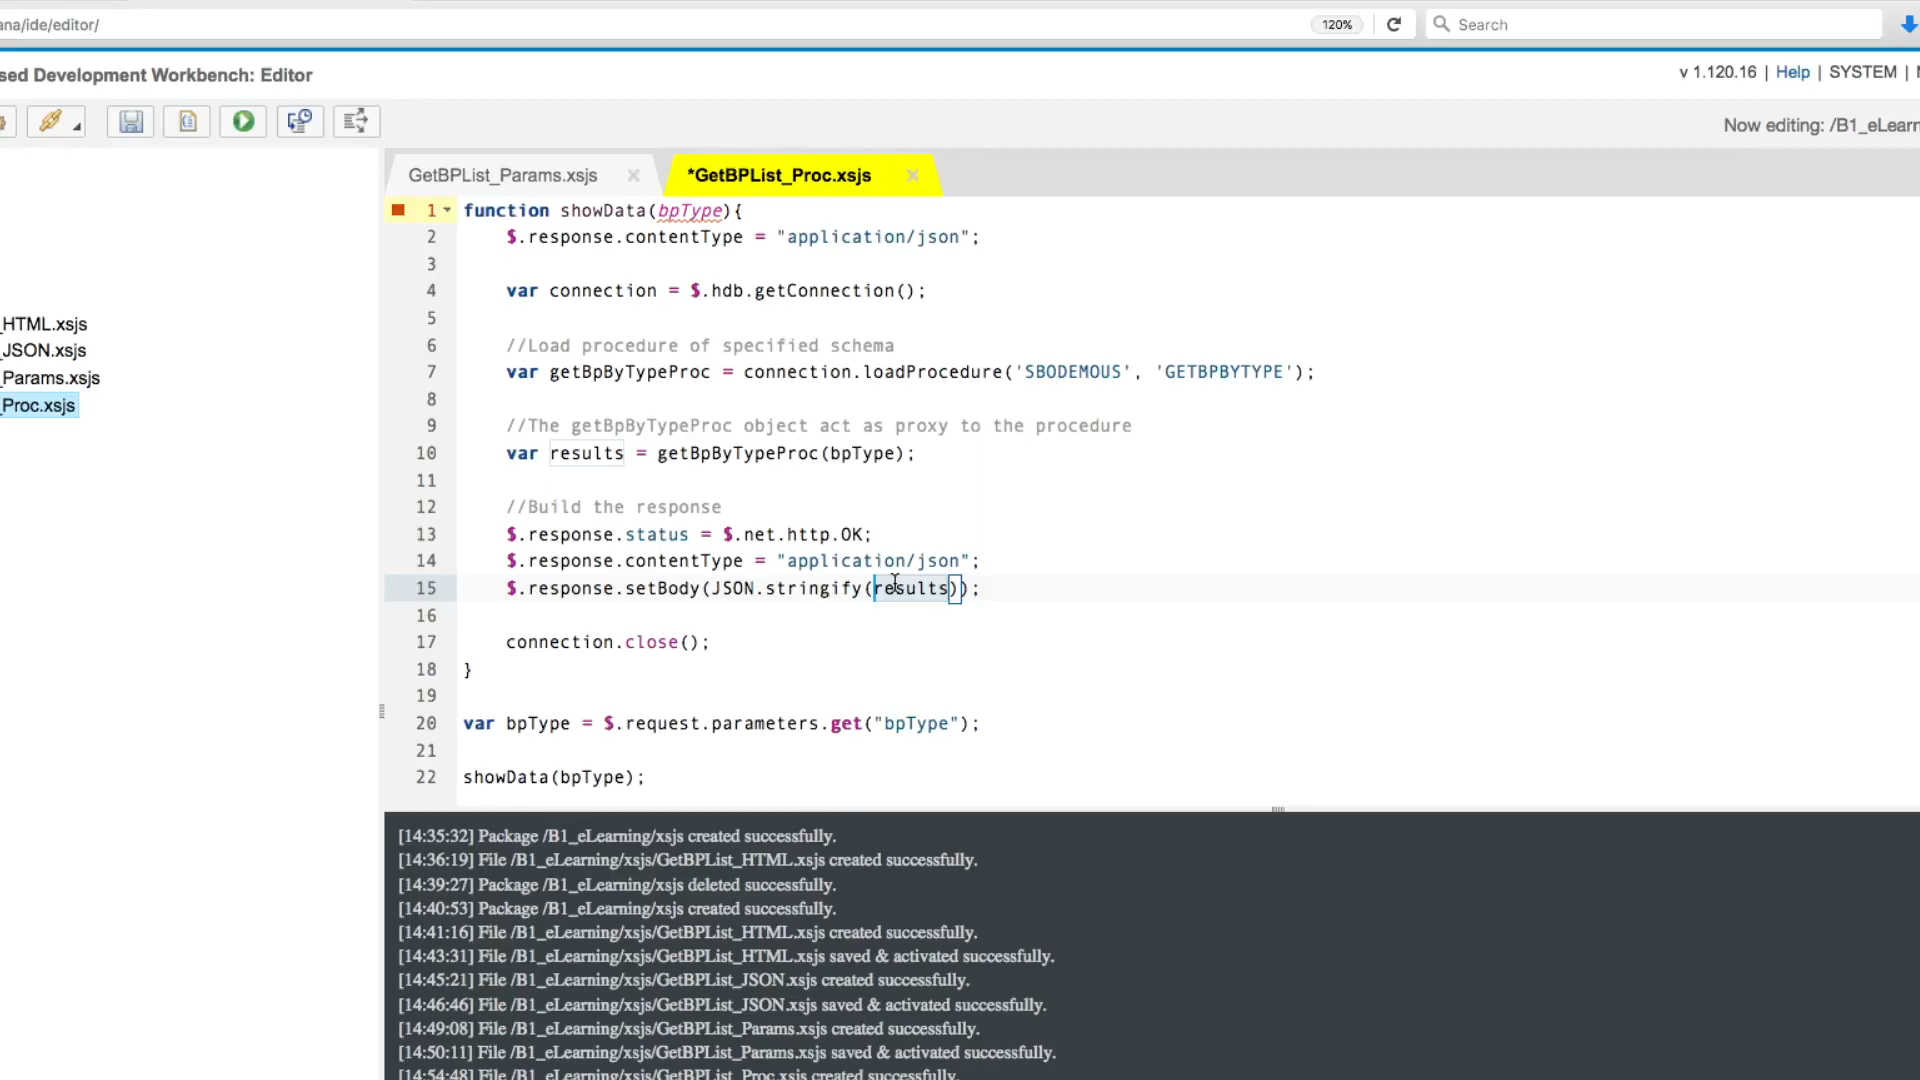 ana/ide/editor/
120%
Search
sed Development Workbench: Editor
v 1.120.16 | Help | SYSTEM |
Now editing: /B1_eLearn
GetBPList_Params.xsjs
*GetBPList_Proc.xsjs
_HTML.xsjs
_JSON.xsjs
_Params.xsjs
_Proc.xsjs
1 function showData(bpType){
2 $.response.contentType = "application/json";
3
4 var connection = $.hdb.getConnection();
5
6 //Load procedure of specified schema
7 var getBpByTypeProc = connection.loadProcedure('SBODEMOUS', 'GETBPBYTYPE');
8
9 //The getBpByTypeProc object act as proxy to the procedure
10 var results = getBpByTypeProc(bpType);
11
12 //Build the response
13 $.response.status = $.net.http.OK;
14 $.response.contentType = "application/json";
15 $.response.setBody(JSON.stringify(results));
16
17 connection.close();
18 }
19
20 var bpType = $.request.parameters.get("bpType");
21
22 showData(bpType);
[14:35:32] Package /B1_eLearning/xsjs created successfully.
[14:36:19] File /B1_eLearning/xsjs/GetBPList_HTML.xsjs created successfully.
[14:39:27] Package /B1_eLearning/xsjs deleted successfully.
[14:40:53] Package /B1_eLearning/xsjs created successfully.
[14:41:16] File /B1_eLearning/xsjs/GetBPList_HTML.xsjs created successfully.
[14:43:31] File /B1_eLearning/xsjs/GetBPList_HTML.xsjs saved & activated successfully.
[14:45:21] File /B1_eLearning/xsjs/GetBPList_JSON.xsjs created successfully.
[14:46:46] File /B1_eLearning/xsjs/GetBPList_JSON.xsjs saved & activated successfully.
[14:49:08] File /B1_eLearning/xsjs/GetBPList_Params.xsjs created successfully.
[14:50:11] File /B1_eLearning/xsjs/GetBPList_Params.xsjs saved & activated successfully.
[14:54:48] File /B1_eLearning/xsjs/GetBPList_Proc.xsjs created successfully.